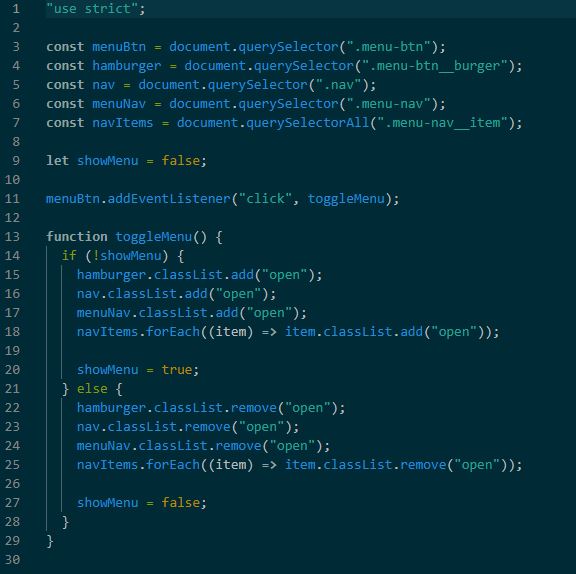 1 "use strict";
2
3 const menuBtn = document.querySelector(".menu-btn");
4 const hamburger = document.querySelector(".menu-btn__burger");
5 const nav = document.querySelector(".nav");
6 const menuNav = document.querySelector(".menu-nav");
7 const navItems = document.querySelectorAll(".menu-nav__item");
8
9 let showMenu = false;
10
11 menuBtn.addEventListener("click", toggleMenu);
12
13 function toggleMenu() {
14   if (!showMenu) {
15     hamburger.classList.add("open");
16     nav.classList.add("open");
17     menuNav.classList.add("open");
18     navItems.forEach((item) => item.classList.add("open"));
19
20     showMenu = true;
21   } else {
22     hamburger.classList.remove("open");
23     nav.classList.remove("open");
24     menuNav.classList.remove("open");
25     navItems.forEach((item) => item.classList.remove("open"));
26
27     showMenu = false;
28   }
29 }
30